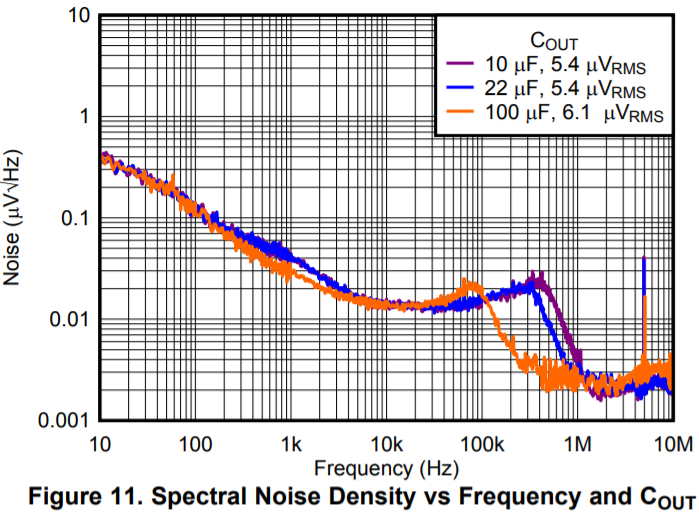 10
1
0.1
0.01
0.001
Noise (μV√Hz)
COUT
10 μF, 5.4 μVRMS
22 μF, 5.4 μVRMS
100 μF, 6.1 μVRMS
10 100 1k 10k 100k 1M 10M
Frequency (Hz)
Figure 11. Spectral Noise Density vs Frequency and COUT